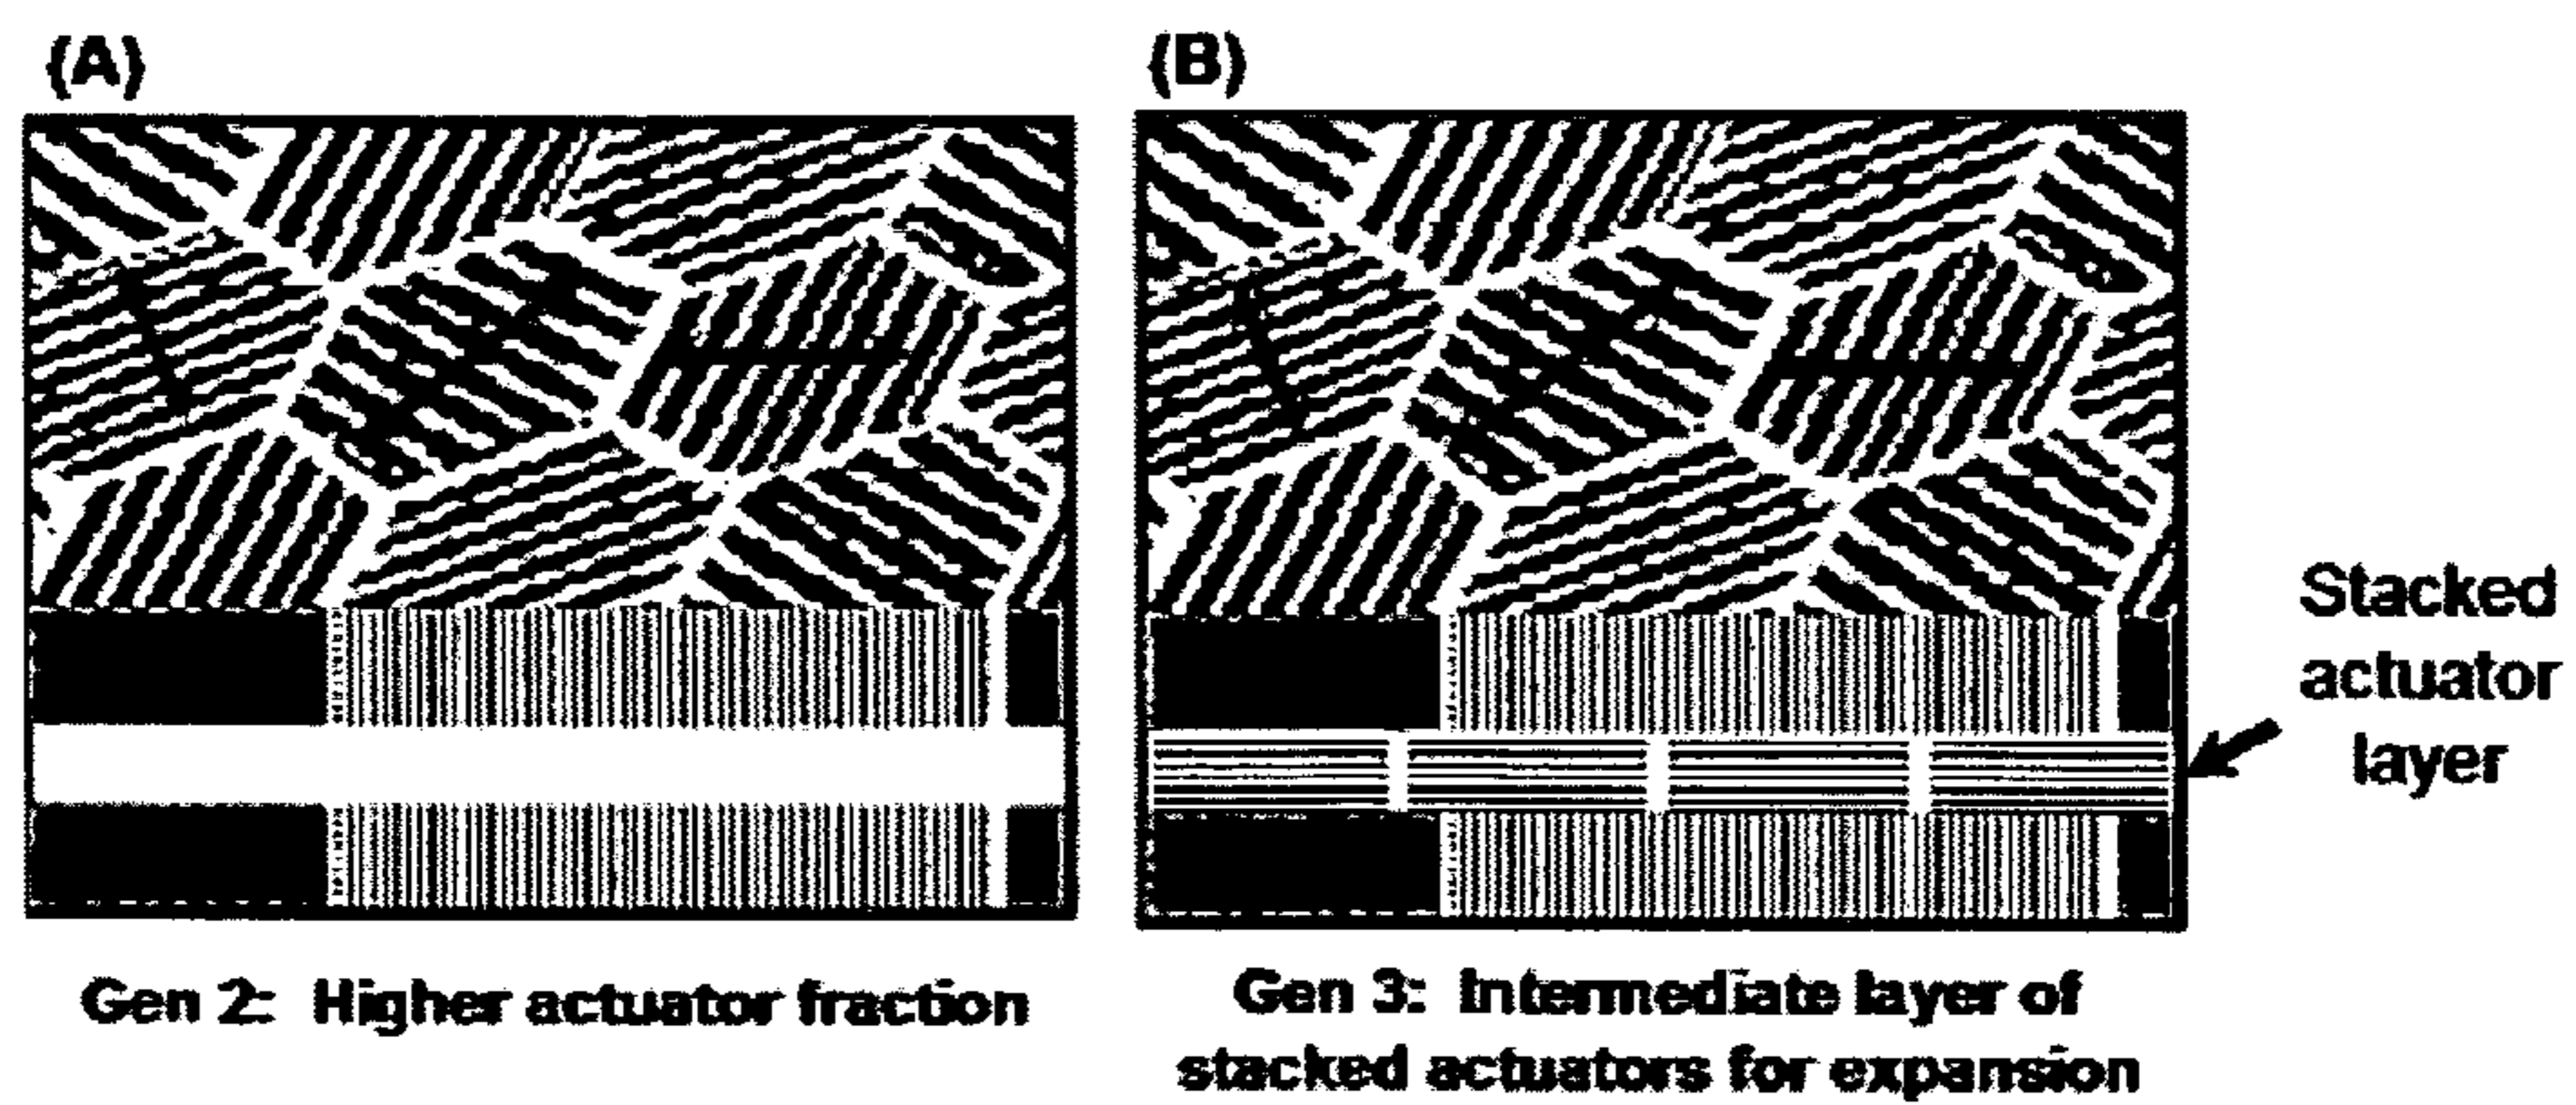 (A)
(B)
Stacked
actuator
layer
Gen 2: Higher actuator fraction
Gen 3: Intermediate layer of
stacked actuators for expansion